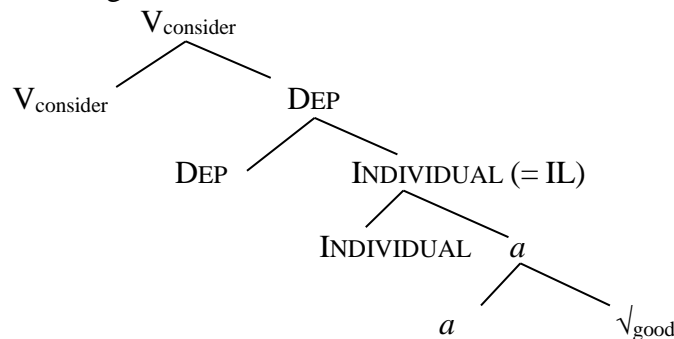 Vconsider
Vconsider DEP
DEP INDIVIDUAL (= IL)
INDIVIDUAL a
a √good